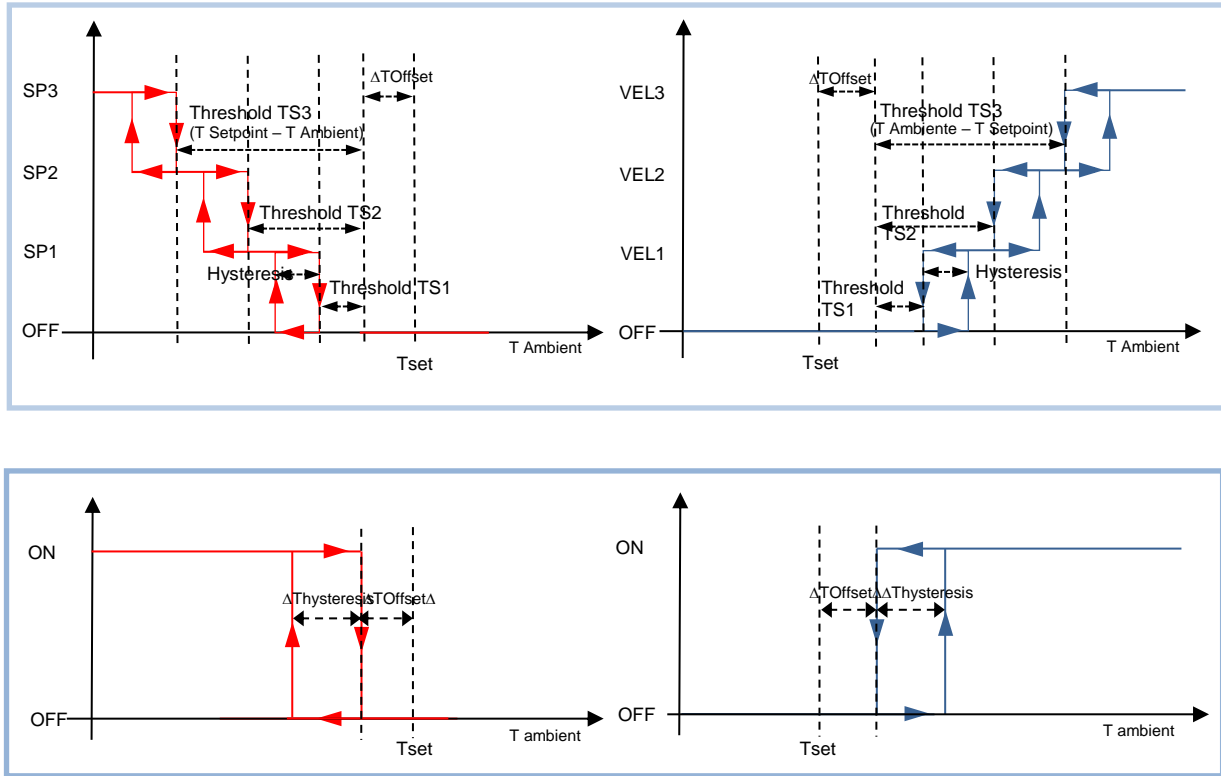 SP3
ΔTOffset
Threshold TS3
(T Setpoint – T Ambient)
SP2
Threshold TS2
SP1
Hysteresis
Threshold TS1
OFF
T Ambient
Tset
VEL3
ΔTOffset
Threshold TS3
(T Ambiente – T Setpoint)
VEL2
Threshold
TS2
VEL1
Hysteresis
Threshold
TS1
OFF
T Ambient
Tset
ON
ΔThysteresis
ΔTOffsetΔ
OFF
T ambient
Tset
ON
ΔTOffsetΔ
ΔThysteresis
OFF
T ambient
Tset